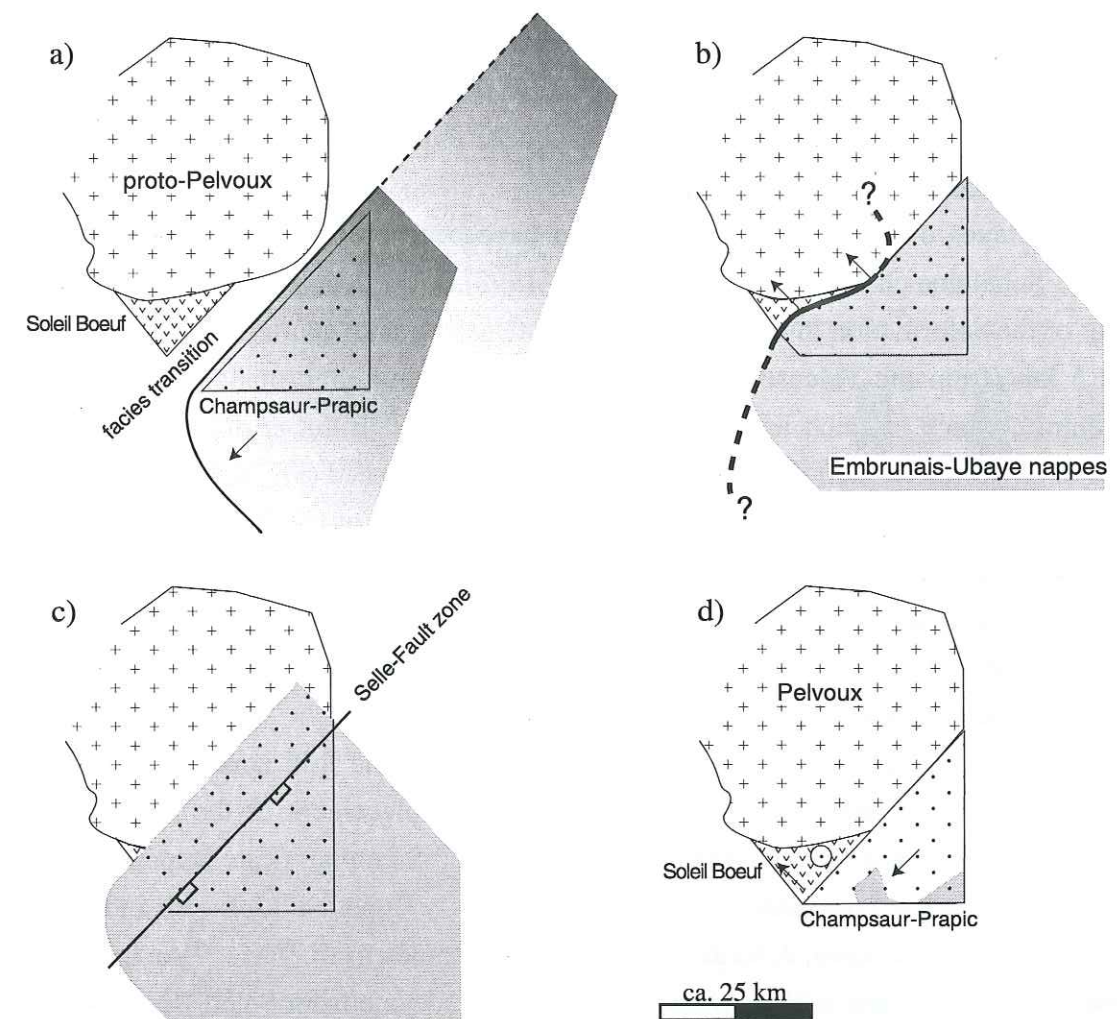 a)
proto-Pelvoux
Soleil Boeuf
facies transition
Champsaur-Prapic
b)
?
?
Embrunais-Ubaye nappes
c)
Selle-Fault zone
d)
Pelvoux
Soleil Boeuf
Champsaur-Prapic
ca. 25 km